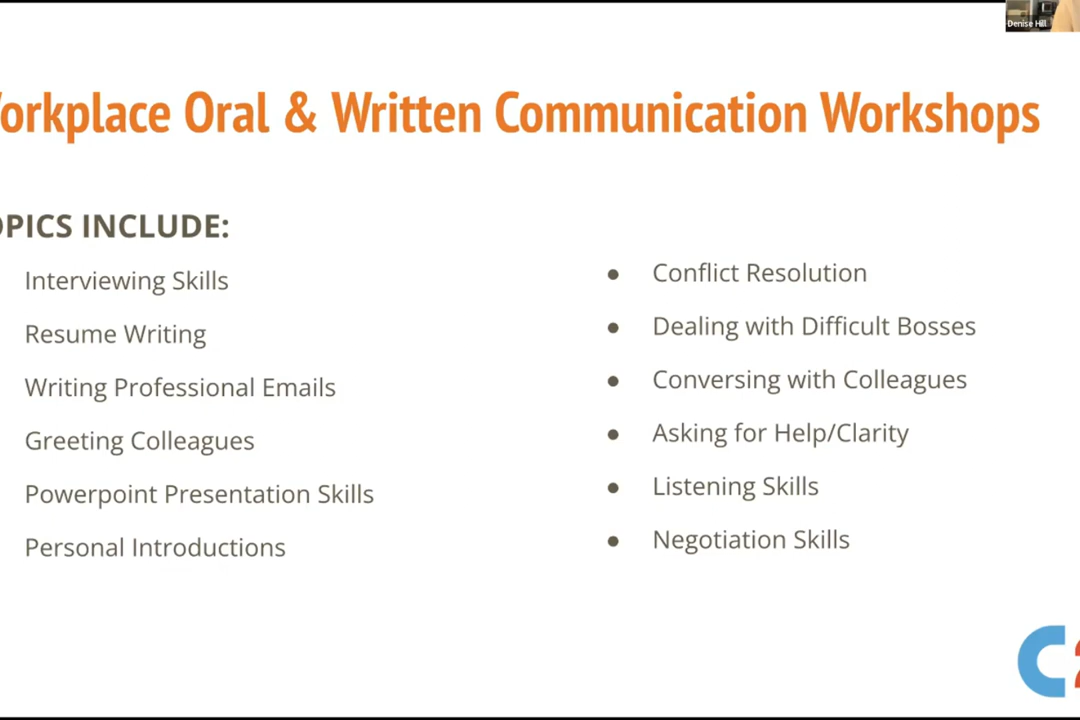 Denise Hill
orkplace Oral & Written Communication Workshops
OPICS INCLUDE:
Interviewing Skills
Resume Writing
Writing Professional Emails
Greeting Colleagues
Powerpoint Presentation Skills
Personal Introductions
● Conflict Resolution
● Dealing with Difficult Bosses
● Conversing with Colleagues
● Asking for Help/Clarity
● Listening Skills
● Negotiation Skills
C